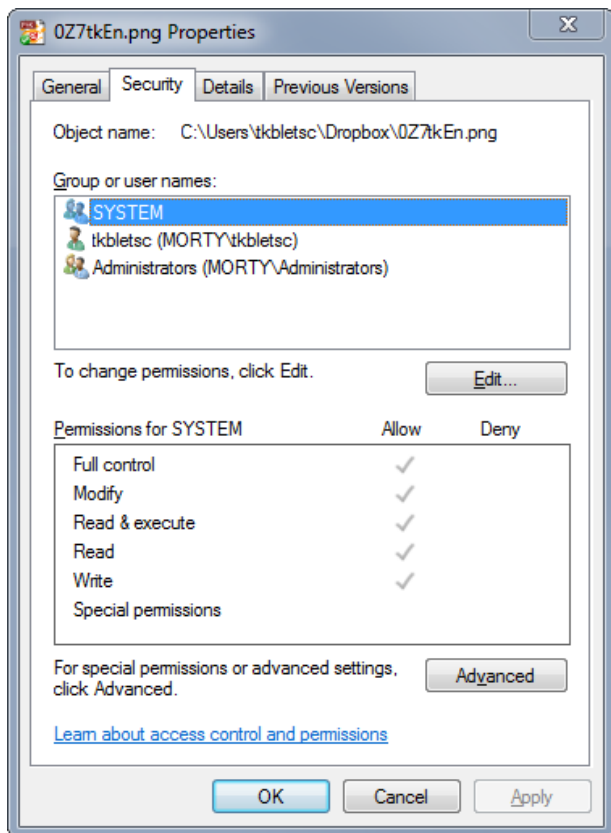 0Z7tkEn.png Properties
General Security Details Previous Versions
Object name: C:\Users\tkbletsc\Dropbox\0Z7tkEn.png
Group or user names:
SYSTEM
tkbletsc (MORTY\tkbletsc)
Administrators (MORTY\Administrators)
To change permissions, click Edit.
Edit...
Permissions for SYSTEM Allow Deny
Full control
Modify
Read & execute
Read
Write
Special permissions
For special permissions or advanced settings,
click Advanced.
Advanced
Learn about access control and permissions
OK Cancel Apply